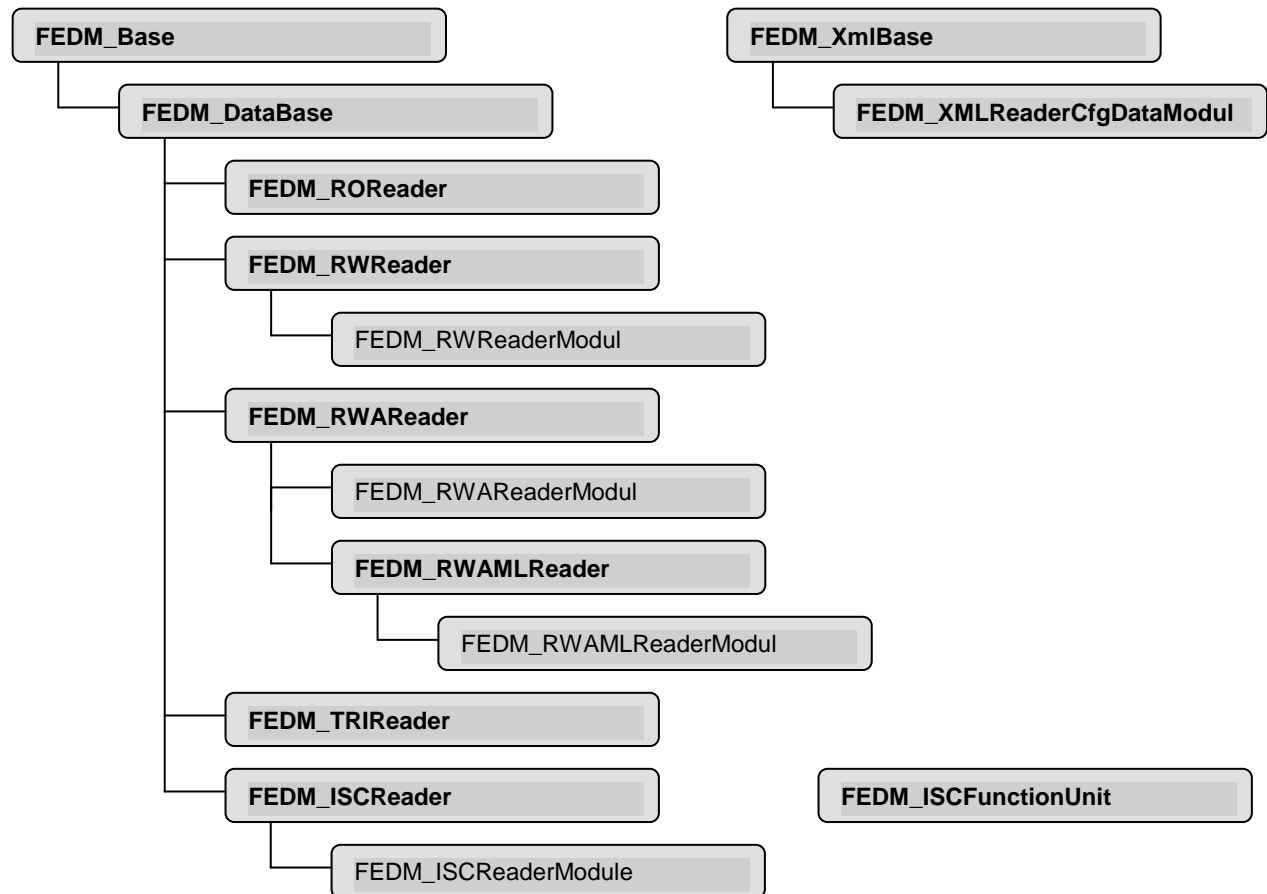 FEDM_Base
FEDM_XmlBase
FEDM_DataBase
FEDM_XMLReaderCfgDataModul
FEDM_ROReader
FEDM_RWReader
FEDM_RWReaderModul
FEDM_RWAReader
FEDM_RWAReaderModul
FEDM_RWAMLReader
FEDM_RWAMLReaderModul
FEDM_TRIReader
FEDM_ISCReader
FEDM_ISCFunctionUnit
FEDM_ISCReaderModule